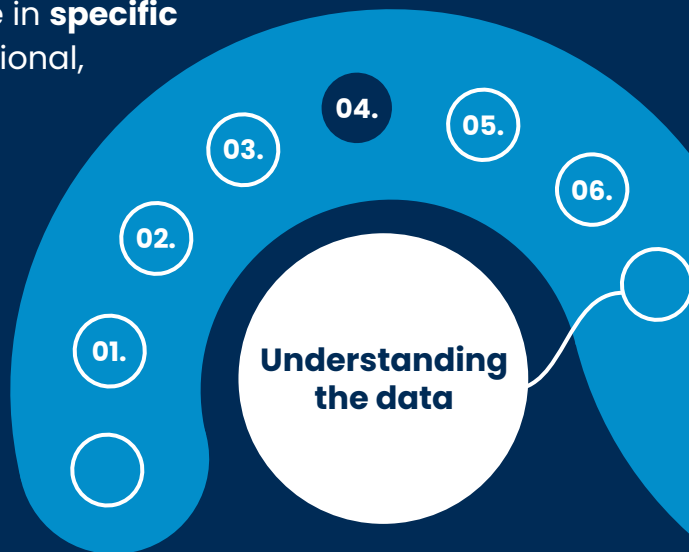 in specific
ional,
04.
05.
03.
06.
02.
01.
Understanding
the data